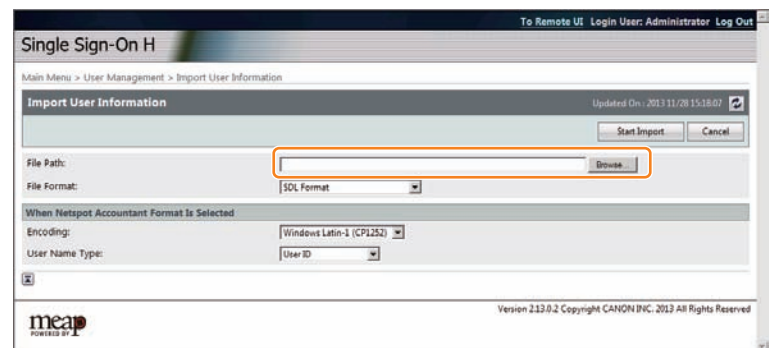 To Remote UI Login User: Administrator Log Out
Single Sign-On H
Main Menu > User Management > Import User Information
Import User Information
Updated On : 2013 11/28 15:18:07
Start Import Cancel
File Path: Browse...
File Format: SDL Format
When Netspot Accountant Format Is Selected
Encoding: Windows Latin-1 (CP1252)
User Name Type: User ID
Version 2.13.0.2 Copyright CANON INC. 2013 All Rights Reserved
meap
POWERED BY